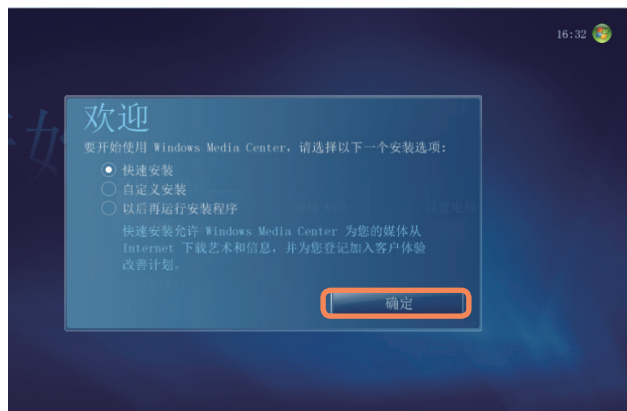 16:32
欢迎
要开始使用 Windows Media Center，请选择以下一个安装选项：
快速安装
自定义安装
以后再运行安装程序
快速安装允许 Windows Media Center 为您的媒体从
Internet 下载艺术和信息，并为您登记加入客户体验
改善计划。
确定